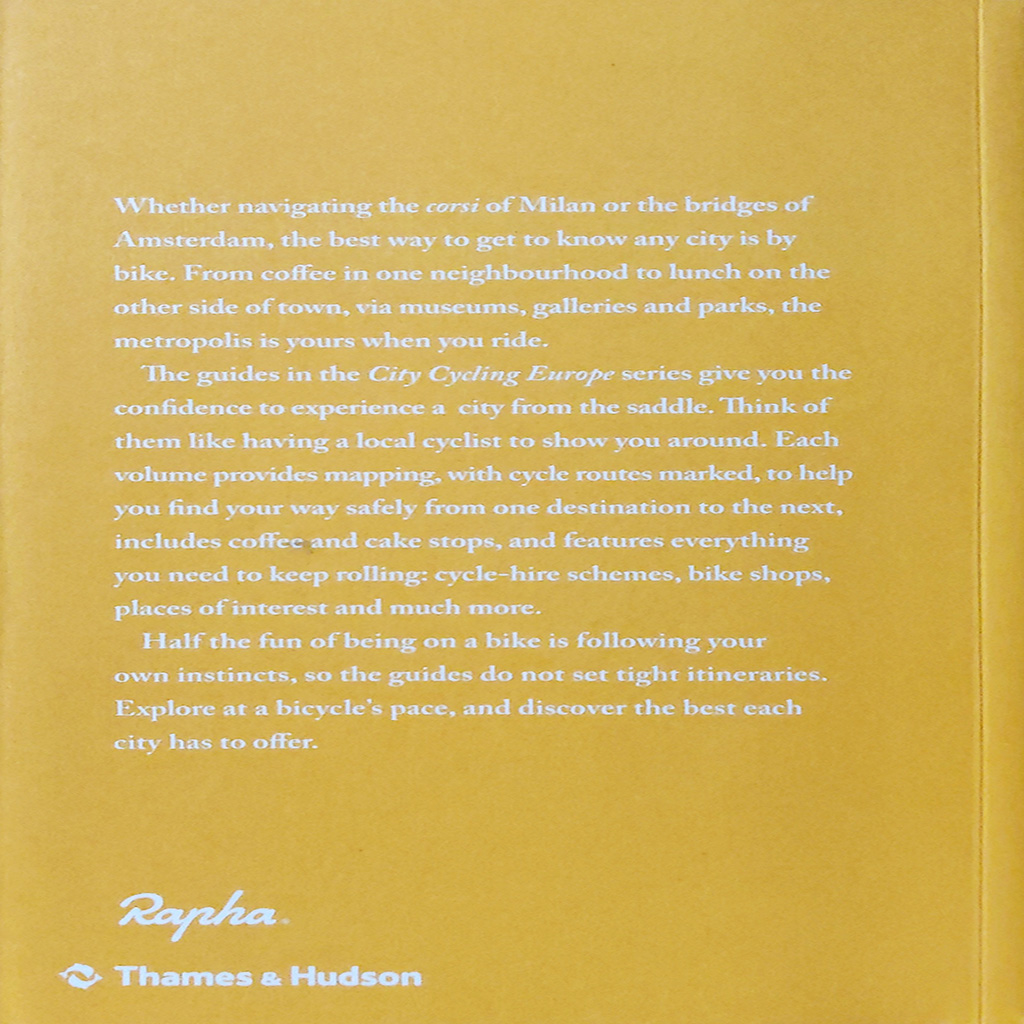 Whether navigating the corsi of Milan or the bridges of
Amsterdam, the best way to get to know any city is by
bike. From coffee in one neighbourhood to lunch on the
other side of town, via museums, galleries and parks, the
metropolis is yours when you ride.
The guides in the City Cycling Europe series give you the
confidence to experience a city from the saddle. Think of
them like having a local cyclist to show you around. Each
volume provides mapping, with cycle routes marked, to help
you find your way safely from one destination to the next,
includes coffee and cake stops, and features everything
you need to keep rolling: cycle-hire schemes, bike shops,
places of interest and much more.
Half the fun of being on a bike is following your
own instincts, so the guides do not set tight itineraries.
Explore at a bicycle's pace, and discover the best each
city has to offer.
Rapha
Thames & Hudson